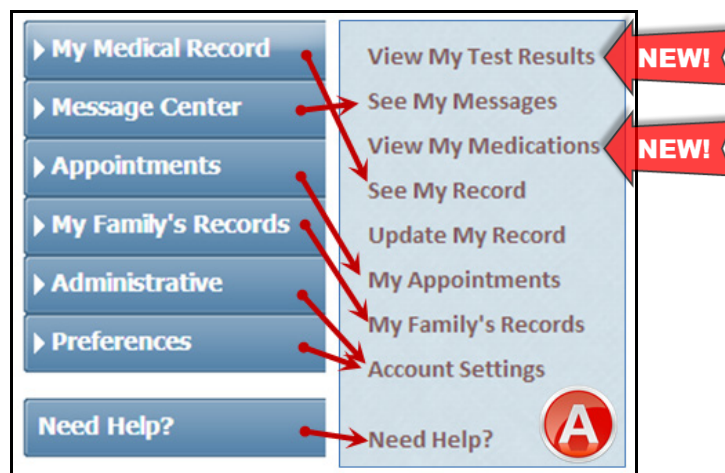 My Medical Record
Message Center
Appointments
My Family's Records
Administrative
Preferences
Need Help?
View My Test Results
See My Messages
View My Medications
See My Record
Update My Record
My Appointments
My Family's Records
Account Settings
Need Help?
NEW!
NEW!
A